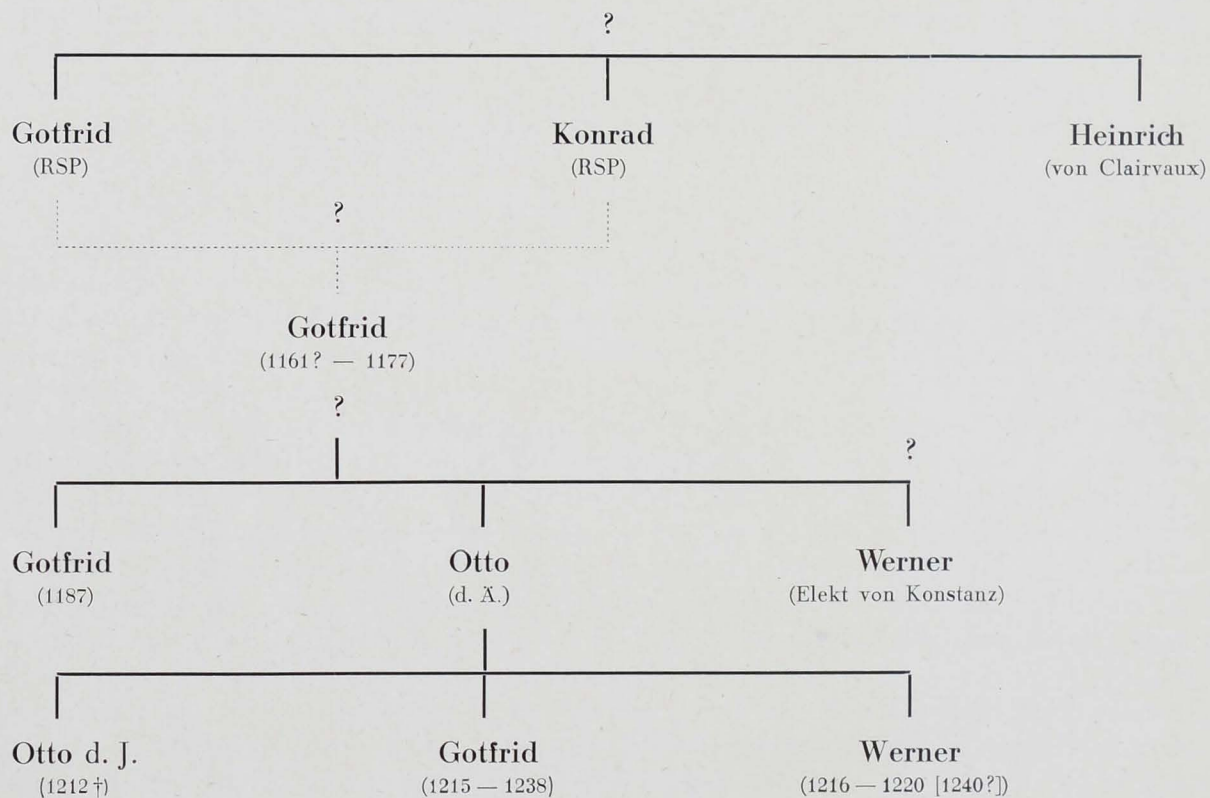 ?
Gotfrid Konrad Heinrich
(RSP) (RSP) (von Clairvaux)
?
Gotfrid
(1161? — 1177)
?
?
Gotfrid Otto Werner
(1187) (d. Ä.) (Elekt von Konstanz)
Otto d. J. Gotfrid Werner
(1212 †) (1215 — 1238) (1216 — 1220 [1240?])